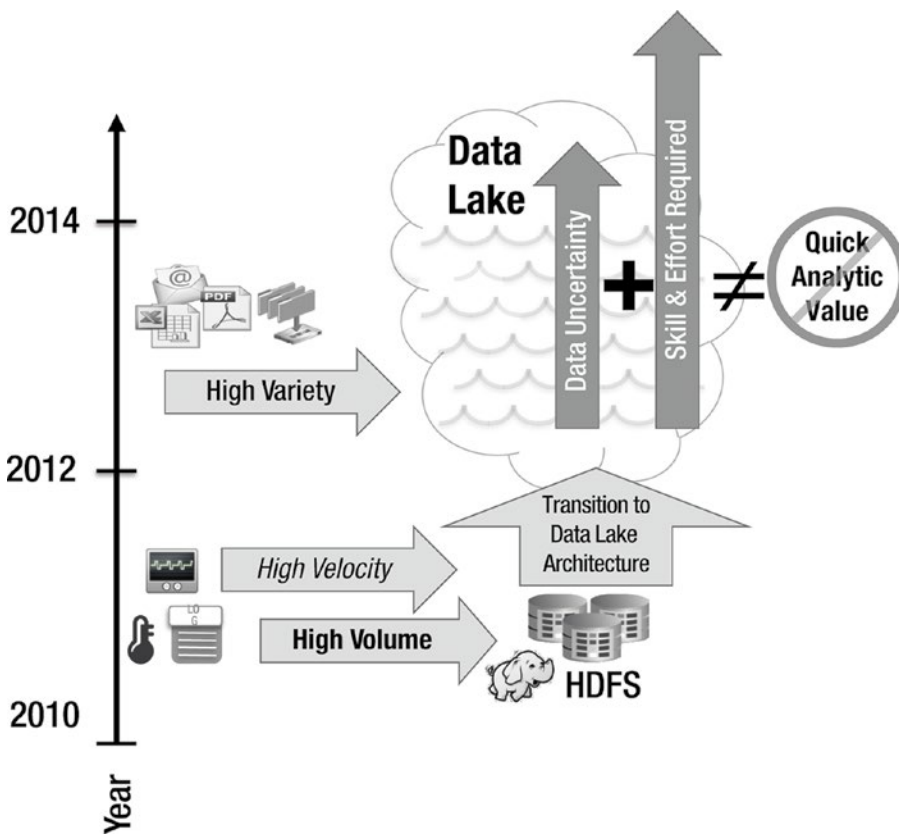 Data
Lake
2014
@
PDF
High Variety
Data Uncertainty
+
Skill & Effort Required
≠
Quick
Analytic
Value
2012
Transition to
Data Lake
Architecture
High Velocity
LO
G
High Volume
HDFS
2010
Year